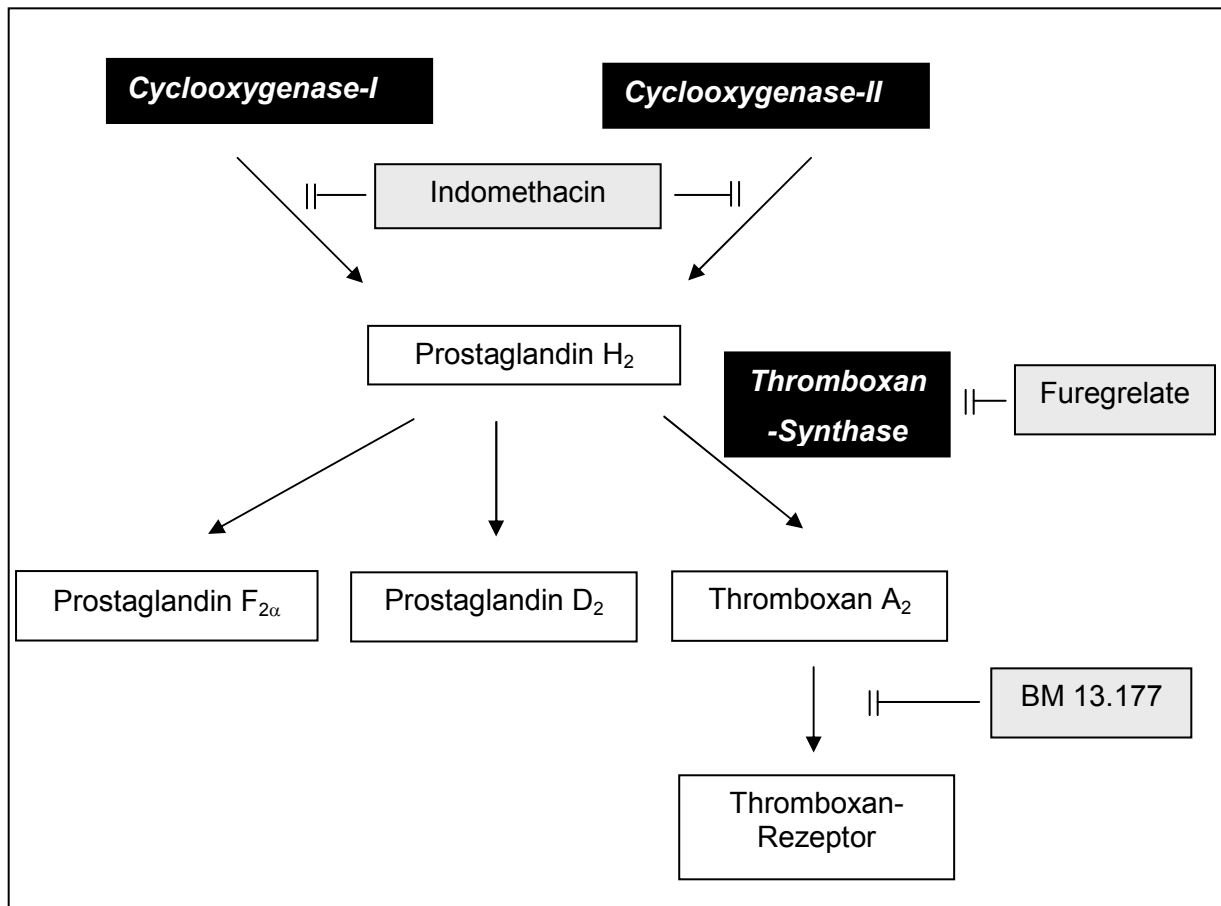 Cyclooxygenase-I
Cyclooxygenase-II
Indomethacin
Prostaglandin H₂
Thromboxan
-Synthase
Furegrelate
Prostaglandin F₂α
Prostaglandin D₂
Thromboxan A₂
BM 13.177
Thromboxan-
Rezeptor